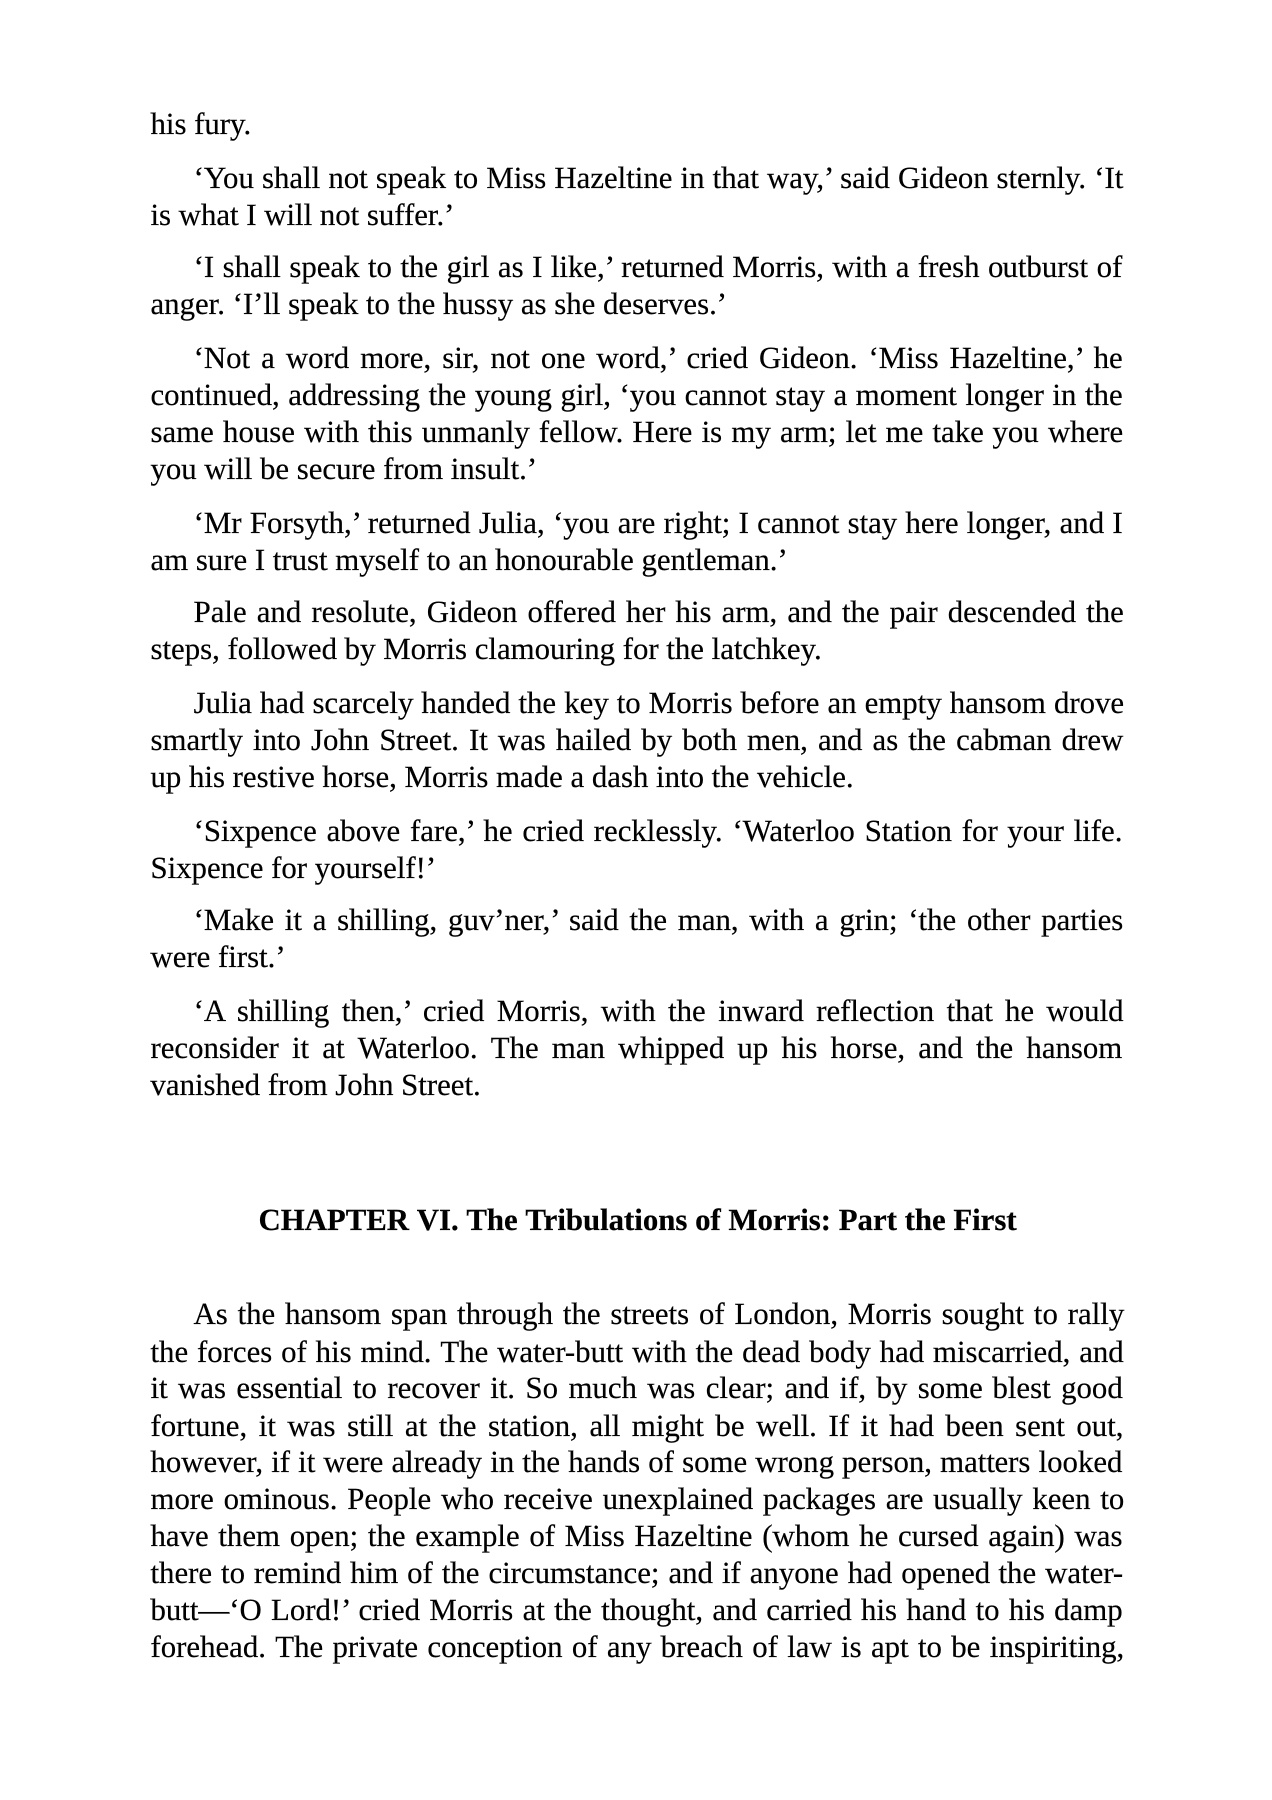 his fury.
‘You shall not speak to Miss Hazeltine in that way,’ said Gideon sternly. ‘It
is what I will not suffer.’
‘I shall speak to the girl as I like,’ returned Morris, with a fresh outburst of
anger. ‘I’ll speak to the hussy as she deserves.’
‘Not a word more, sir, not one word,’ cried Gideon. ‘Miss Hazeltine,’ he
continued, addressing the young girl, ‘you cannot stay a moment longer in the
same house with this unmanly fellow. Here is my arm; let me take you where
you will be secure from insult.’
‘Mr Forsyth,’ returned Julia, ‘you are right; I cannot stay here longer, and I
am sure I trust myself to an honourable gentleman.’
Pale and resolute, Gideon offered her his arm, and the pair descended the
steps, followed by Morris clamouring for the latchkey.
Julia had scarcely handed the key to Morris before an empty hansom drove
smartly into John Street. It was hailed by both men, and as the cabman drew
up his restive horse, Morris made a dash into the vehicle.
‘Sixpence above fare,’ he cried recklessly. ‘Waterloo Station for your life.
Sixpence for yourself!’
‘Make it a shilling, guv’ner,’ said the man, with a grin; ‘the other parties
were first.’
‘A shilling then,’ cried Morris, with the inward reflection that he would
reconsider it at Waterloo. The man whipped up his horse, and the hansom
vanished from John Street.
CHAPTER VI. The Tribulations of Morris: Part the First
As the hansom span through the streets of London, Morris sought to rally
the forces of his mind. The water-butt with the dead body had miscarried, and
it was essential to recover it. So much was clear; and if, by some blest good
fortune, it was still at the station, all might be well. If it had been sent out,
however, if it were already in the hands of some wrong person, matters looked
more ominous. People who receive unexplained packages are usually keen to
have them open; the example of Miss Hazeltine (whom he cursed again) was
there to remind him of the circumstance; and if anyone had opened the water-
butt—‘O Lord!’ cried Morris at the thought, and carried his hand to his damp
forehead. The private conception of any breach of law is apt to be inspiriting,